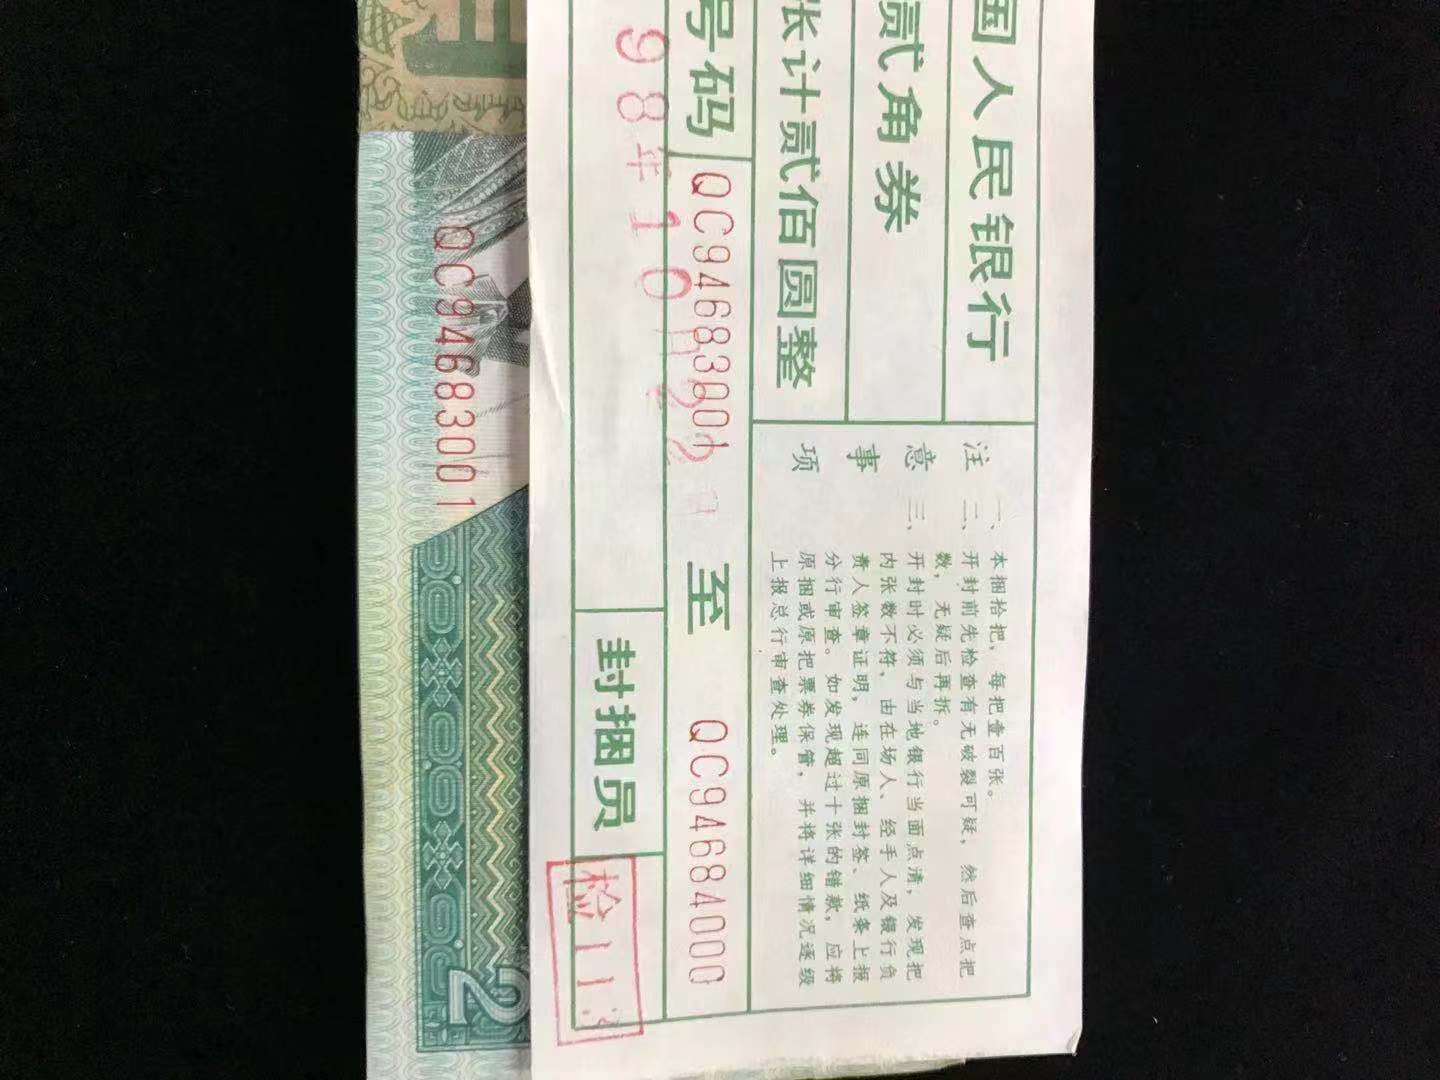 国人民银行
贰角券
张计贰佰圆整
号码 QC94683001 至 QC94684000
98年10月22日
封捆员
检113
注意事项
一、本捆拾把,每把壹百张。
二、开封前先检查有无破裂可疑,然后查点把
数,无疑后再拆。
三、开封时必须与当地银行当面点清,发现把
内张数不符,由在场人、经手人及银行负
责人签章证明,连同原捆封签、纸条上报
分行审查。如发现超过十张的错款,应将
原捆或原把票券保管,并将详细情况逐级
上报总行审查处理。
QC94683001
2